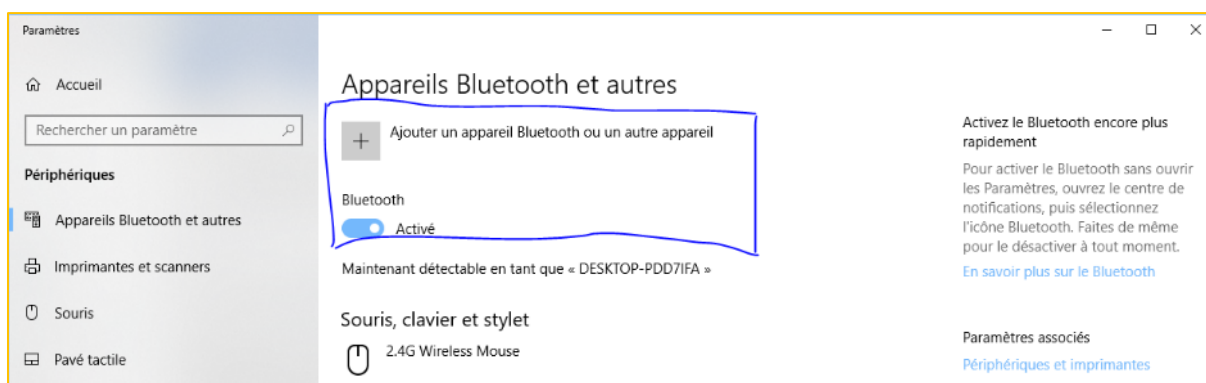 Paramètres
Accueil
Rechercher un paramètre
Périphériques
Appareils Bluetooth et autres
Imprimantes et scanners
Souris
Pavé tactile
Appareils Bluetooth et autres
Ajouter un appareil Bluetooth ou un autre appareil
Bluetooth
Activé
Maintenant détectable en tant que « DESKTOP-PDD7IFA »
Souris, clavier et stylet
2.4G Wireless Mouse
Activez le Bluetooth encore plus
rapidement
Pour activer le Bluetooth sans ouvrir
les Paramètres, ouvrez le centre de
notifications, puis sélectionnez
l'icône Bluetooth. Faites de même
pour le désactiver à tout moment.
En savoir plus sur le Bluetooth
Paramètres associés
Périphériques et imprimantes